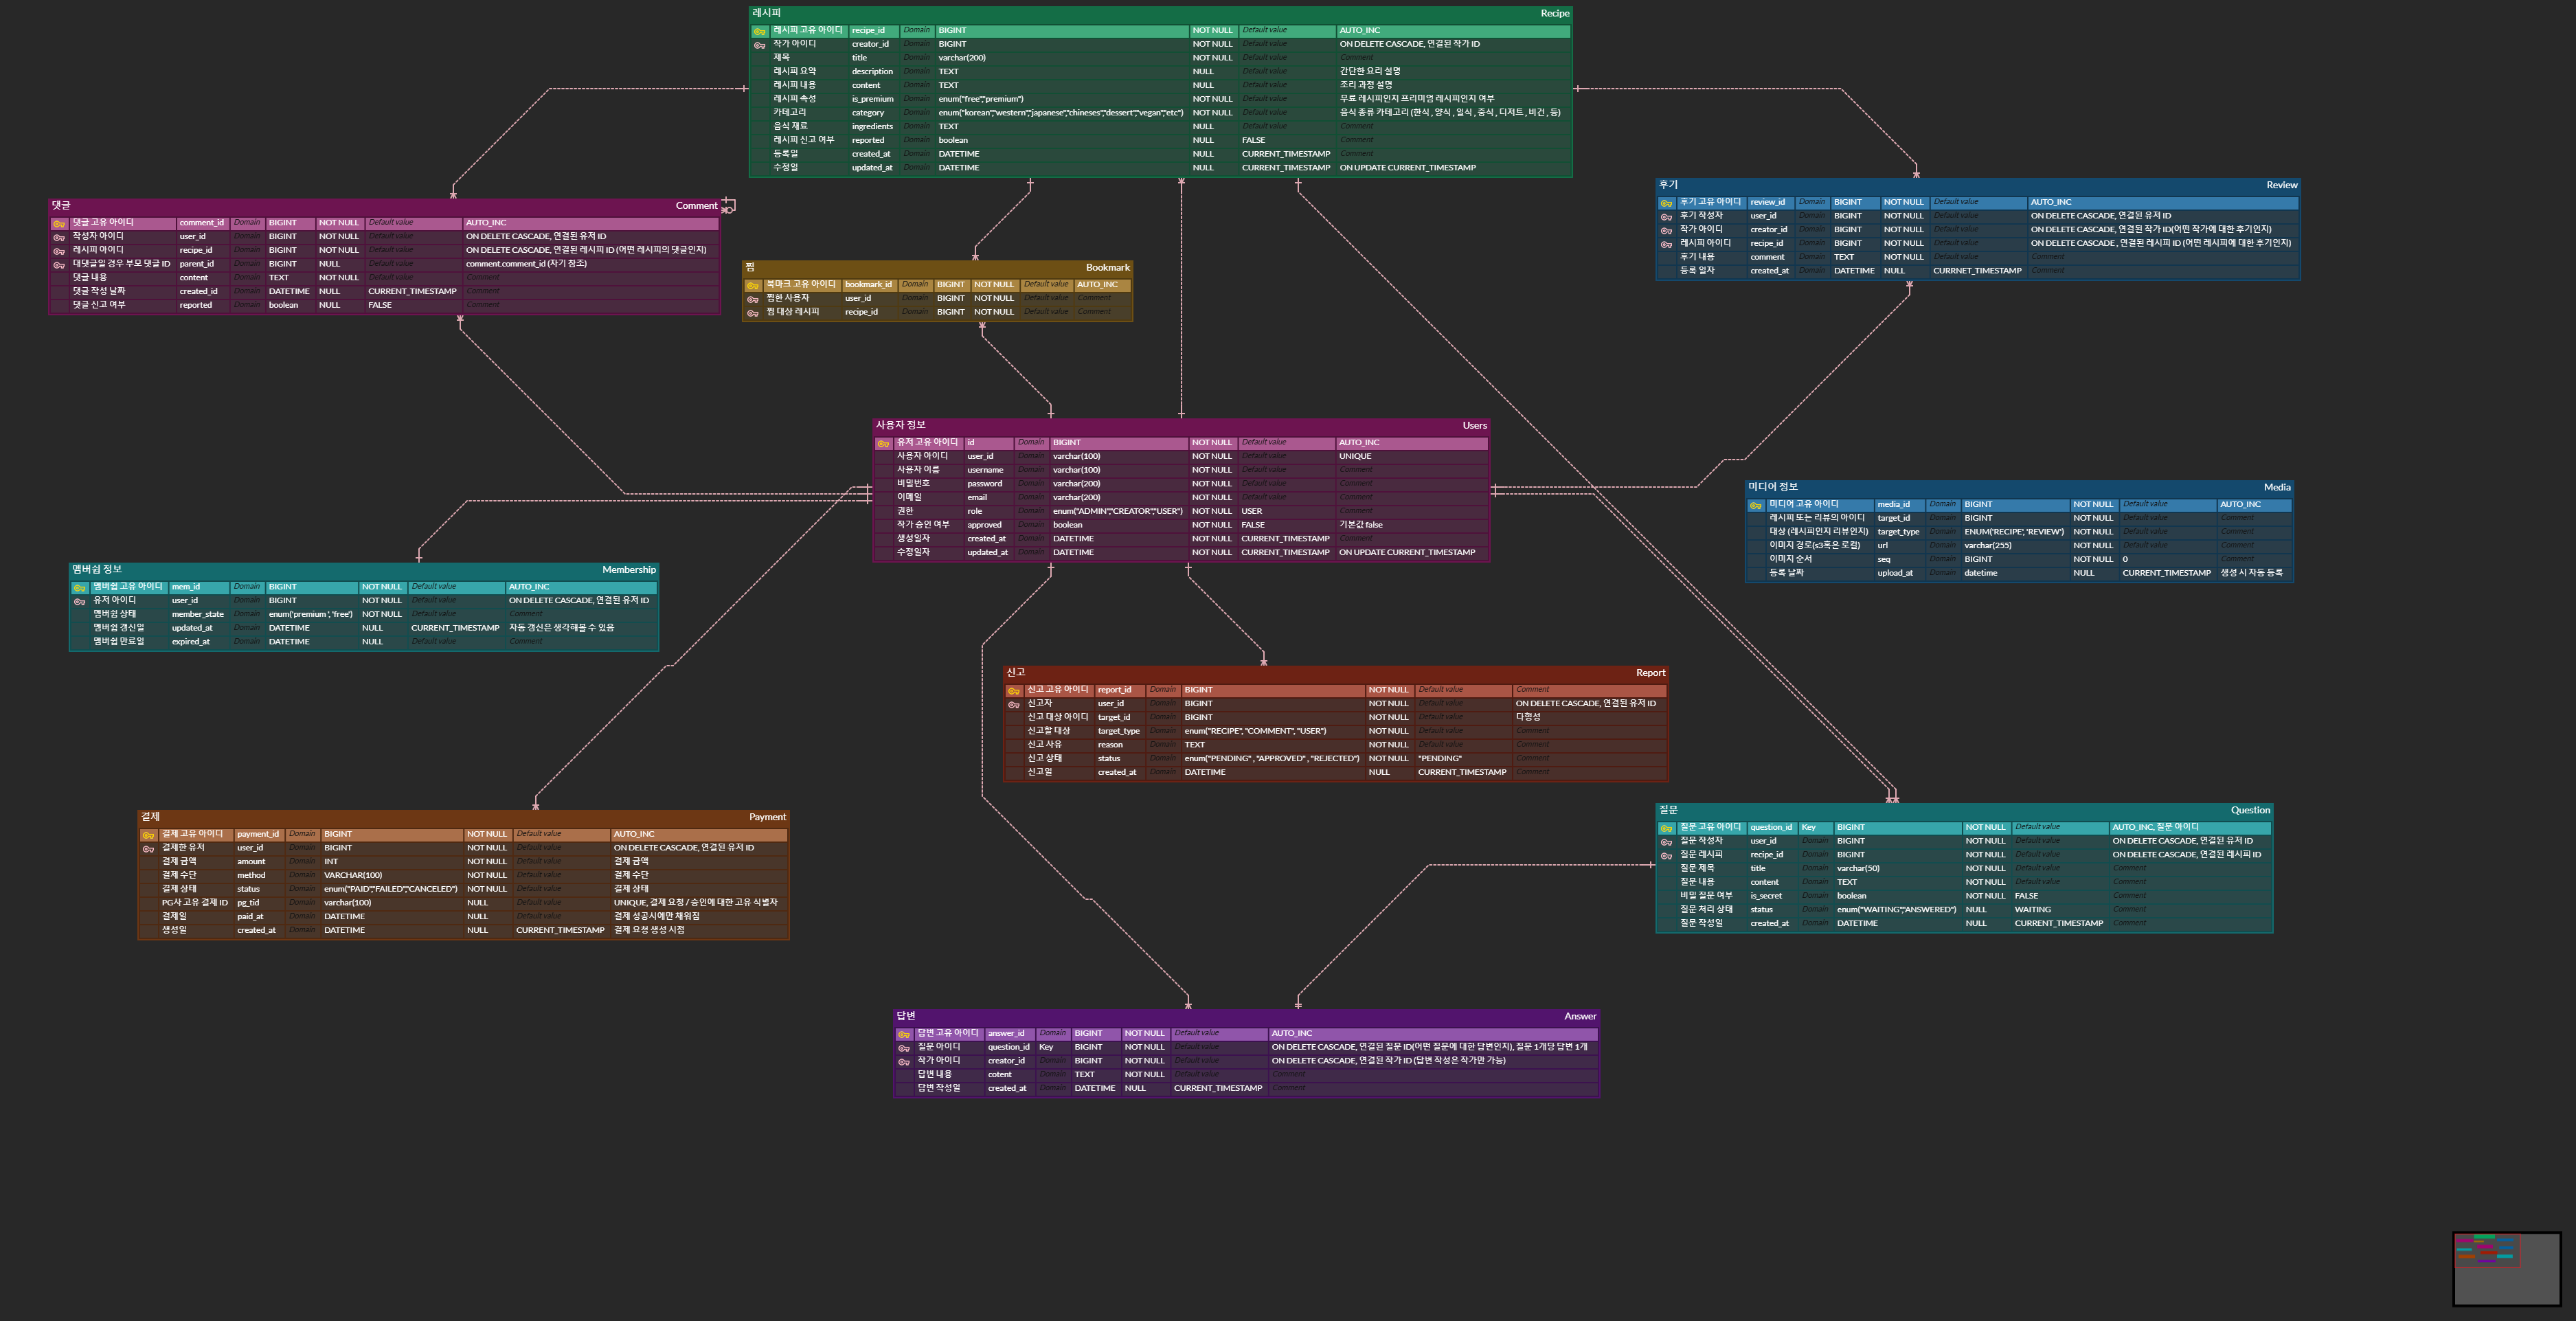 레시피 Recipe
레시피 고유 아이디 recipe_id Domain BIGINT NOT NULL Default value AUTO_INC
작가 아이디 creator_id Domain BIGINT NOT NULL Default value ON DELETE CASCADE, 연결된 작가 ID
제목 title Domain varchar(200) NOT NULL Default value Comment
레시피 요약 description Domain TEXT NULL Default value 간단한 요리 설명
레시피 내용 content Domain TEXT NULL Default value 조리 과정 설명
레시피 속성 is_premium Domain enum("free","premium") NOT NULL Default value 무료 레시피인지 프리미엄 레시피인지 여부
카테고리 category Domain enum("korean","western","japanese","chineses","dessert","vegan","etc") NOT NULL Default value 음식 종류 카테고리 (한식 , 양식 , 일식 , 중식 , 디저트 , 비건 , 등)
음식 재료 ingredients Domain TEXT NULL Default value Comment
레시피 신고 여부 reported Domain boolean NULL FALSE Comment
등록일 created_at Domain DATETIME NULL CURRENT_TIMESTAMP Comment
수정일 updated_at Domain DATETIME NULL CURRENT_TIMESTAMP ON UPDATE CURRENT_TIMESTAMP
댓글 Comment
댓글 고유 아이디 comment_id Domain BIGINT NOT NULL Default value AUTO_INC
작성자 아이디 user_id Domain BIGINT NOT NULL Default value ON DELETE CASCADE, 연결된 유저 ID
레시피 아이디 recipe_id Domain BIGINT NOT NULL Default value ON DELETE CASCADE, 연결된 레시피 ID (어떤 레시피의 댓글인지)
대댓글일 경우 부모 댓글 ID parent_id Domain BIGINT NULL Default value comment.comment_id (자기 참조)
댓글 내용 content Domain TEXT NOT NULL Default value Comment
댓글 작성 날짜 created_id Domain DATETIME NULL CURRENT_TIMESTAMP Comment
댓글 신고 여부 reported Domain boolean NULL FALSE Comment
찜 Bookmark
북마크 고유 아이디 bookmark_id Domain BIGINT NOT NULL Default value AUTO_INC
찜한 사용자 user_id Domain BIGINT NOT NULL Default value Comment
찜 대상 레시피 recipe_id Domain BIGINT NOT NULL Default value Comment
후기 Review
후기 고유 아이디 review_id Domain BIGINT NOT NULL Default value AUTO_INC
후기 작성자 user_id Domain BIGINT NOT NULL Default value ON DELETE CASCADE, 연결된 유저 ID
작가 아이디 creator_id Domain BIGINT NOT NULL Default value ON DELETE CASCADE, 연결된 작가 ID(어떤 작가에 대한 후기인지)
레시피 아이디 recipe_id Domain BIGINT NOT NULL Default value ON DELETE CASCADE , 연결된 레시피 ID (어떤 레시피에 대한 후기인지)
후기 내용 comment Domain TEXT NOT NULL Default value Comment
등록 일자 created_at Domain DATETIME NULL CURRNET_TIMESTAMP Comment
사용자 정보 Users
유저 고유 아이디 id Domain BIGINT NOT NULL Default value AUTO_INC
사용자 아이디 user_id Domain varchar(100) NOT NULL Default value UNIQUE
사용자 이름 username Domain varchar(100) NOT NULL Default value Comment
비밀번호 password Domain varchar(200) NOT NULL Default value Comment
이메일 email Domain varchar(200) NOT NULL Default value Comment
권한 role Domain enum("ADMIN","CREATOR","USER") NOT NULL USER Comment
작가 승인 여부 approved Domain boolean NOT NULL FALSE 기본값 false
생성일자 created_at Domain DATETIME NOT NULL CURRENT_TIMESTAMP Comment
수정일자 updated_at Domain DATETIME NOT NULL CURRENT_TIMESTAMP ON UPDATE CURRENT_TIMESTAMP
미디어 정보 Media
미디어 고유 아이디 media_id Domain BIGINT NOT NULL Default value AUTO_INC
레시피 또는 리뷰의 아이디 target_id Domain BIGINT NOT NULL Default value Comment
대상 (레시피인지 리뷰인지) target_type Domain ENUM('RECIPE', 'REVIEW') NOT NULL Default value Comment
이미지 경로(s3혹은 로컬) url Domain varchar(255) NOT NULL Default value Comment
이미지 순서 seq Domain BIGINT NOT NULL 0 Comment
등록 날짜 upload_at Domain datetime NULL CURRENT_TIMESTAMP 생성 시 자동 등록
멤버쉽 정보 Membership
멤버쉽 고유 아이디 mem_id Domain BIGINT NOT NULL Default value AUTO_INC
유저 아이디 user_id Domain BIGINT NOT NULL Default value ON DELETE CASCADE, 연결된 유저 ID
멤버쉽 상태 member_state Domain enum('premium ', 'free') NOT NULL Default value Comment
멤버쉽 갱신일 updated_at Domain DATETIME NULL CURRENT_TIMESTAMP 자동 갱신은 생각해볼 수 있음
멤버쉽 만료일 expired_at Domain DATETIME NULL Default value Comment
신고 Report
신고 고유 아이디 report_id Domain BIGINT NOT NULL Default value Comment
신고자 user_id Domain BIGINT NOT NULL Default value ON DELETE CASCADE, 연결된 유저 ID
신고 대상 아이디 target_id Domain BIGINT NOT NULL Default value 다형성
신고할 대상 target_type Domain enum("RECIPE", "COMMENT", "USER") NOT NULL Default value Comment
신고 사유 reason Domain TEXT NOT NULL Default value Comment
신고 상태 status Domain enum("PENDING" , "APPROVED" , "REJECTED") NOT NULL "PENDING" Comment
신고일 created_at Domain DATETIME NULL CURRENT_TIMESTAMP Comment
결제 Payment
결제 고유 아이디 payment_id Domain BIGINT NOT NULL Default value AUTO_INC
결제한 유저 user_id Domain BIGINT NOT NULL Default value ON DELETE CASCADE, 연결된 유저 ID
결제 금액 amount Domain INT NOT NULL Default value 결제 금액
결제 수단 method Domain VARCHAR(100) NOT NULL Default value 결제 수단
결제 상태 status Domain enum("PAID","FAILED","CANCELED") NOT NULL Default value 결제 상태
PG사 고유 결제 ID pg_tid Domain varchar(100) NULL Default value UNIQUE, 결제 요청 / 승인에 대한 고유 식별자
결제일 paid_at Domain DATETIME NULL Default value 결제 성공시에만 채워짐
생성일 created_at Domain DATETIME NULL CURRENT_TIMESTAMP 결제 요청 생성 시점
질문 Question
질문 고유 아이디 question_id Key BIGINT NOT NULL Default value AUTO_INC, 질문 아이디
질문 작성자 user_id Domain BIGINT NOT NULL Default value ON DELETE CASCADE, 연결된 유저 ID
질문 레시피 recipe_id Domain BIGINT NOT NULL Default value ON DELETE CASCADE, 연결된 레시피 ID
질문 제목 title Domain varchar(50) NOT NULL Default value Comment
질문 내용 content Domain TEXT NOT NULL Default value Comment
비밀 질문 여부 is_secret Domain boolean NOT NULL FALSE Comment
질문 처리 상태 status Domain enum("WAITING","ANSWERED") NULL WAITING Comment
질문 작성일 created_at Domain DATETIME NULL CURRENT_TIMESTAMP Comment
답변 Answer
답변 고유 아이디 answer_id Domain BIGINT NOT NULL Default value AUTO_INC
질문 아이디 question_id Key BIGINT NOT NULL Default value ON DELETE CASCADE, 연결된 질문 ID(어떤 질문에 대한 답변인지), 질문 1개당 답변 1개
작가 아이디 creator_id Domain BIGINT NOT NULL Default value ON DELETE CASCADE, 연결된 작가 ID (답변 작성은 작가만 가능)
답변 내용 cotent Domain TEXT NOT NULL Default value Comment
답변 작성일 created_at Domain DATETIME NULL CURRENT_TIMESTAMP Comment